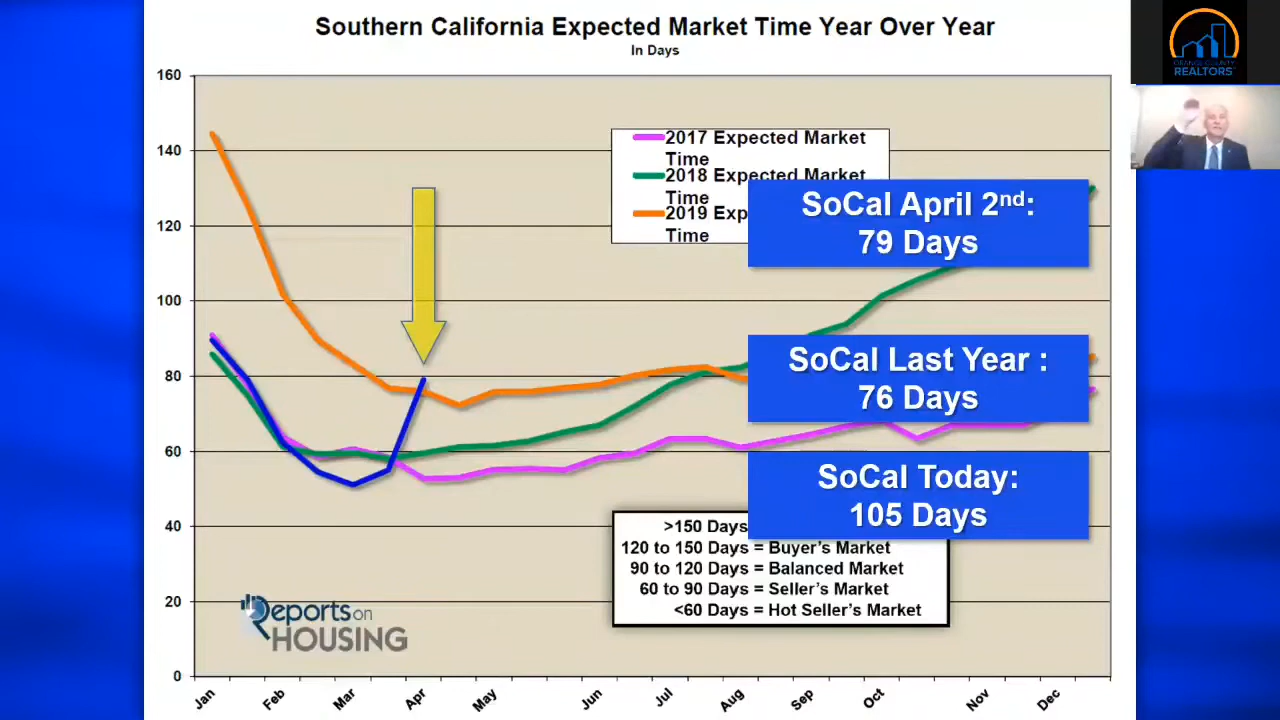 Southern California Expected Market Time Year Over Year
In Days
ORANGE COUNTY
REALTORS
160
140
120
100
80
60
40
20
0
2017 Expected Market
Time
2018 Expected Market
Time
2019 Exp
Time
SoCal April 2nd:
79 Days
SoCal Last Year :
76 Days
SoCal Today:
105 Days
>150 Days
120 to 150 Days = Buyer's Market
90 to 120 Days = Balanced Market
60 to 90 Days = Seller's Market
<60 Days = Hot Seller's Market
Reports on
HOUSING
Jan
Feb
Mar
Apr
May
Jun
Jul
Aug
Sep
Oct
Nov
Dec